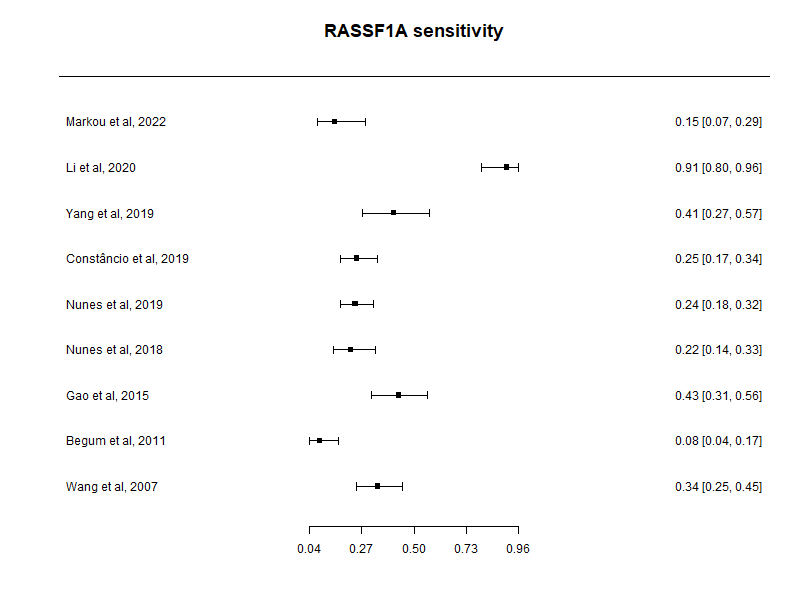 RASSF1A sensitivity
Markou et al, 2022 0.15 [0.07, 0.29]
Li et al, 2020 0.91 [0.80, 0.96]
Yang et al, 2019 0.41 [0.27, 0.57]
Constâncio et al, 2019 0.25 [0.17, 0.34]
Nunes et al, 2019 0.24 [0.18, 0.32]
Nunes et al, 2018 0.22 [0.14, 0.33]
Gao et al, 2015 0.43 [0.31, 0.56]
Begum et al, 2011 0.08 [0.04, 0.17]
Wang et al, 2007 0.34 [0.25, 0.45]
0.04 0.27 0.50 0.73 0.96